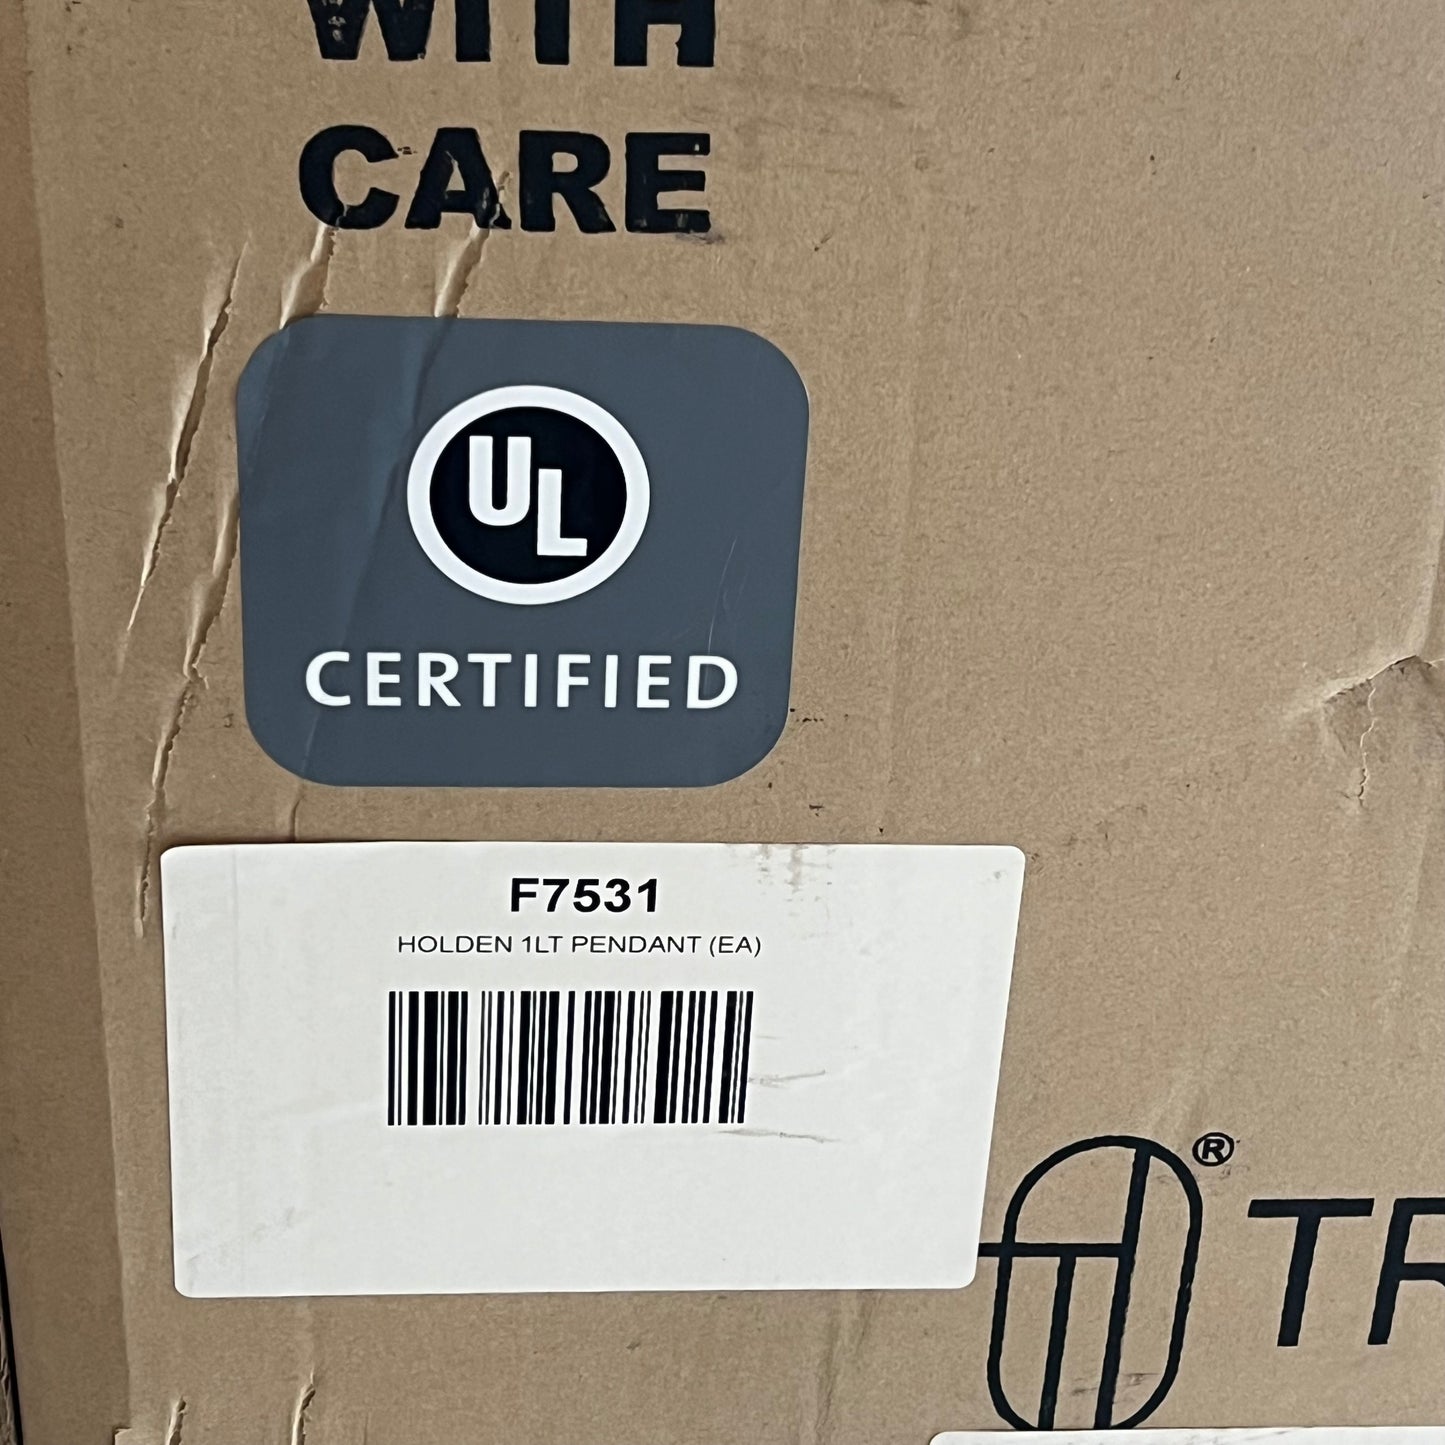 WITH
CARE
UL
CERTIFIED
F7531
HOLDEN 1LT PENDANT (EA)
®
TR